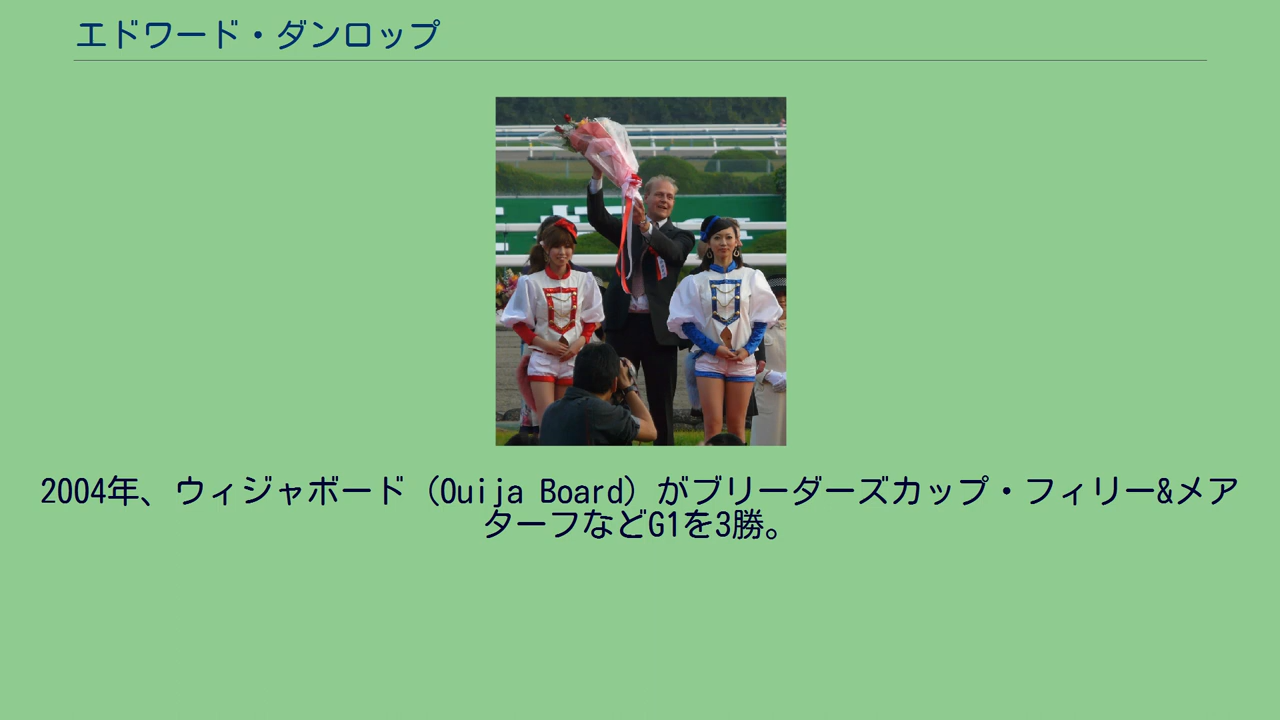 エドワード・ダンロップ
2004年、ウィジャボード（Ouija Board）がブリーダーズカップ・フィリー&メア
ターフなどG1を3勝。